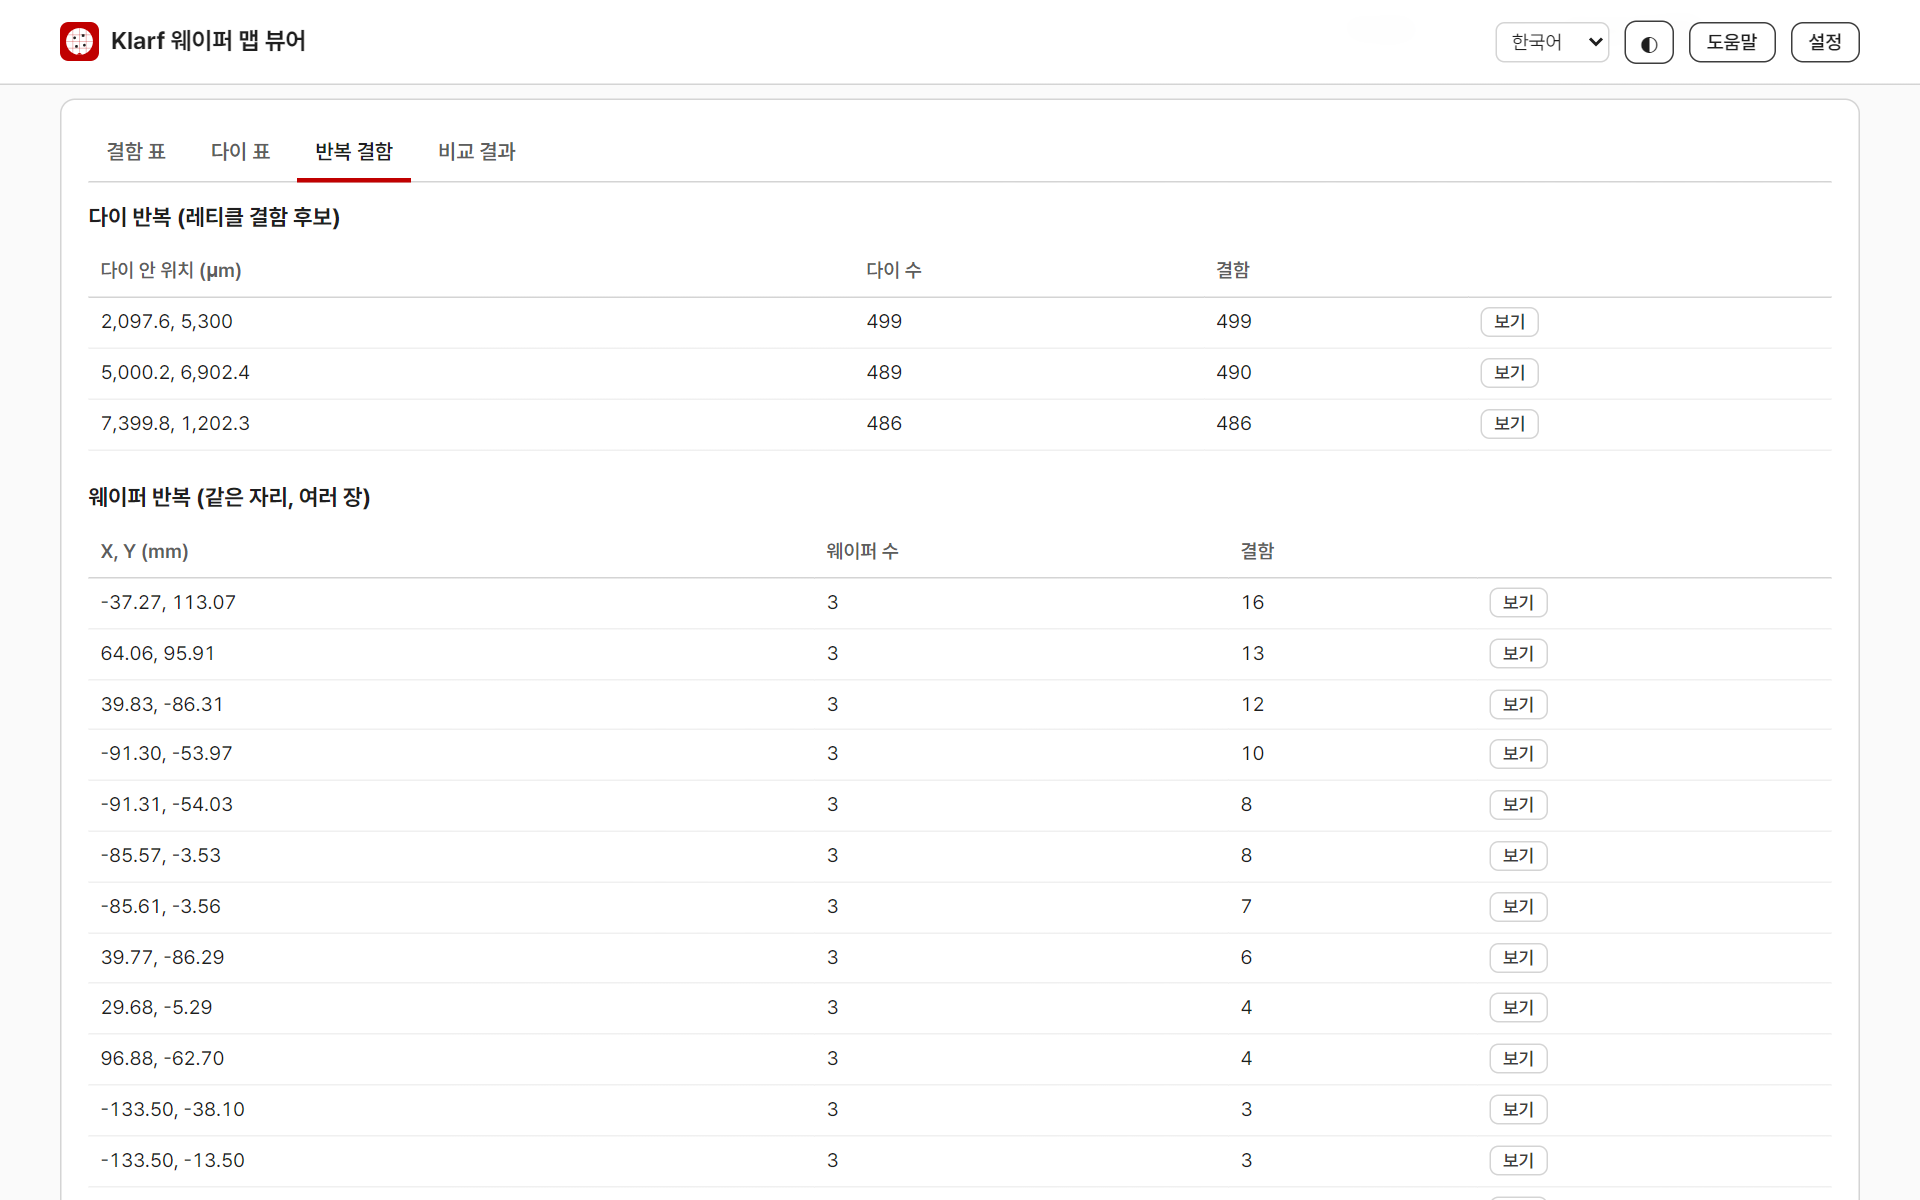 Klarf 웨이퍼 맵 뷰어
한국어
도움말
설정
결함 표
다이 표
반복 결함
비교 결과
다이 반복 (레티클 결함 후보)
다이 안 위치 (μm) 다이 수 결함
2,097.6, 5,300 499 499 보기
5,000.2, 6,902.4 489 490 보기
7,399.8, 1,202.3 486 486 보기
웨이퍼 반복 (같은 자리, 여러 장)
X, Y (mm) 웨이퍼 수 결함
-37.27, 113.07 3 16 보기
64.06, 95.91 3 13 보기
39.83, -86.31 3 12 보기
-91.30, -53.97 3 10 보기
-91.31, -54.03 3 8 보기
-85.57, -3.53 3 8 보기
-85.61, -3.56 3 7 보기
39.77, -86.29 3 6 보기
29.68, -5.29 3 4 보기
96.88, -62.70 3 4 보기
-133.50, -38.10 3 3 보기
-133.50, -13.50 3 3 보기